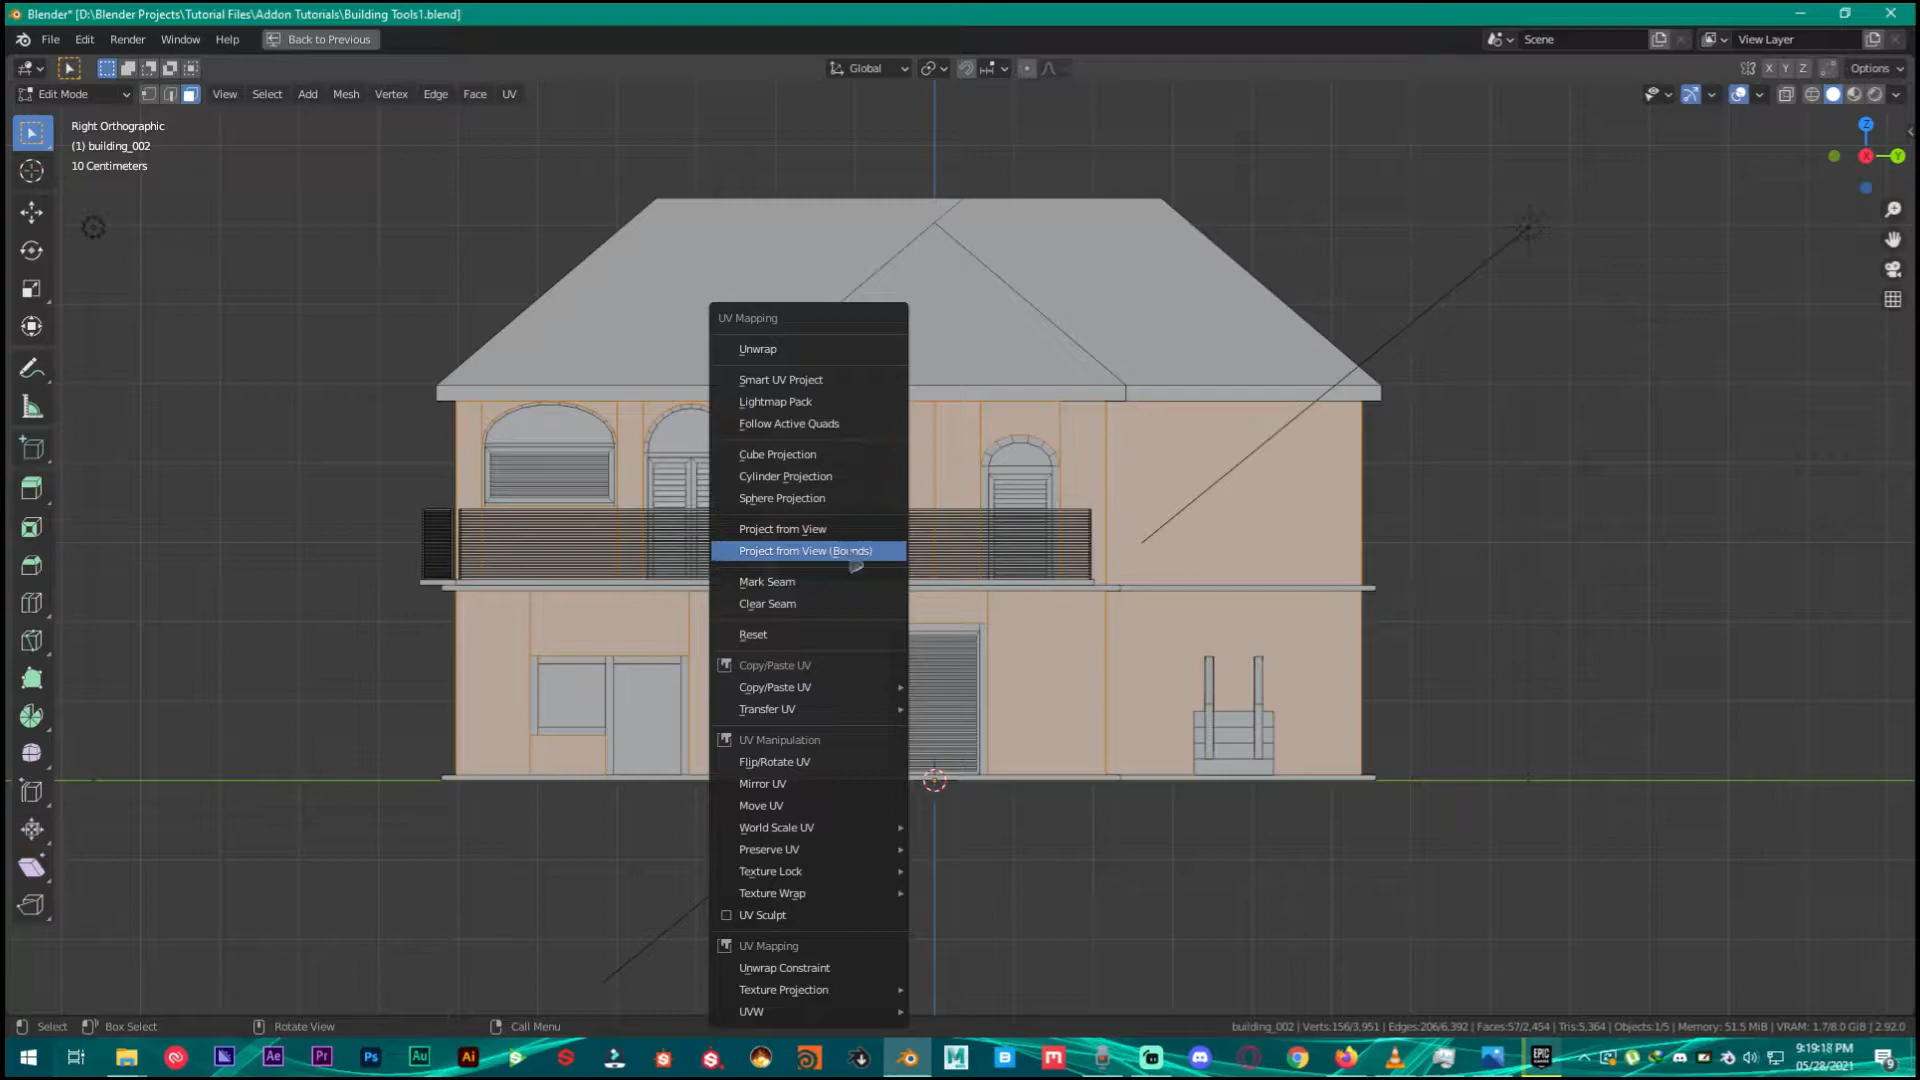 Blender* [D:\Blender Projects\Tutorial Files\Addon Tutorials\Building Tools1.blend]
File Edit Render Window Help Back to Previous Scene View Layer
Global X Y Z Options
Edit Mode View Select Add Mesh Vertex Edge Face UV
Right Orthographic
(1) building_002
10 Centimeters
Z
X
Y
UV Mapping
Unwrap
Smart UV Project
Lightmap Pack
Follow Active Quads
Cube Projection
Cylinder Projection
Sphere Projection
Project from View
Project from View (Bounds)
Mark Seam
Clear Seam
Reset
Copy/Paste UV
Copy/Paste UV
Transfer UV
UV Manipulation
Flip/Rotate UV
Mirror UV
Move UV
World Scale UV
Preserve UV
Texture Lock
Texture Wrap
UV Sculpt
UV Mapping
Unwrap Constraint
Texture Projection
UVW
Select Box Select Rotate View Call Menu building_002 | Verts:156/3,951 | Edges:206/6,392 | Faces:57/2,454 | Tris:5,364 | Objects:1/5 | Memory: 51.5 MiB | VRAM: 1.7/8.0 GiB | 2.92.0
Ae Pr Ps Au Ai M B M EPIC
9:19:18 PM
05/28/2021